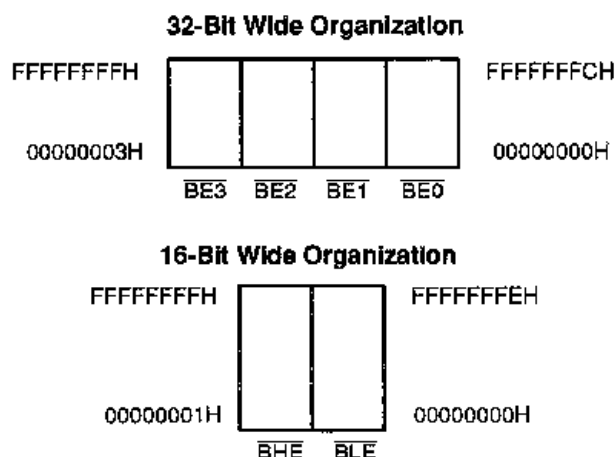 32-Bit Wide Organization
FFFFFFFFH FFFFFFFCH
00000003H 00000000H
BE3 BE2 BE1 BE0
16-Bit Wide Organization
FFFFFFFFH FFFFFFFEH
00000001H 00000000H
BHE BLE